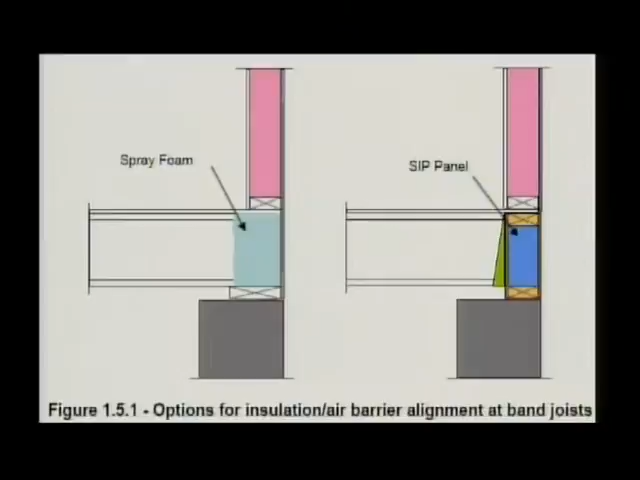 Spray Foam
SIP Panel
Figure 1.5.1 - Options for insulation/air barrier alignment at band joists